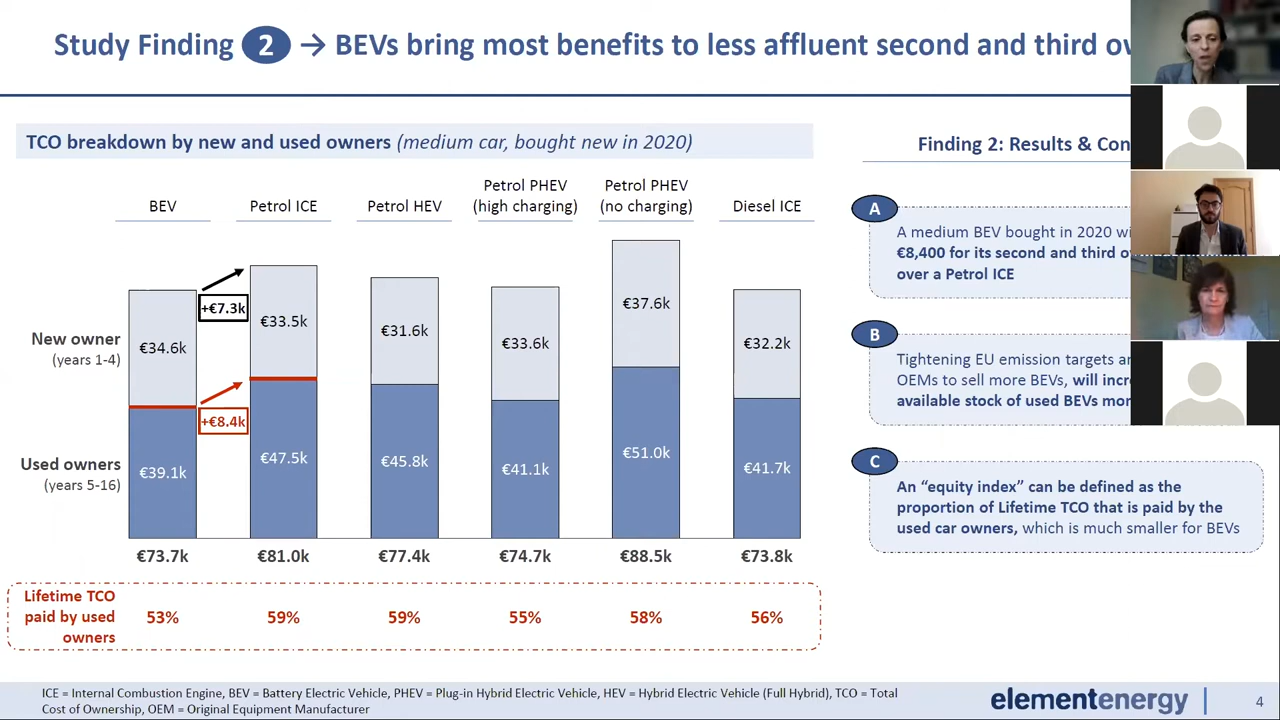 Study Finding 2 → BEVs bring most benefits to less affluent second and third
TCO breakdown by new and used owners (medium car, bought new in 2020)
BEV
Petrol ICE
Petrol HEV
Petrol PHEV
(high charging)
Petrol PHEV
(no charging)
Diesel ICE
New owner
(years 1-4)
€34.6k
+€7.3k
€33.5k
€31.6k
€33.6k
€37.6k
€32.2k
Used owners
(years 5-16)
€39.1k
+€8.4k
€47.5k
€45.8k
€41.1k
€51.0k
€41.7k
€73.7k
€81.0k
€77.4k
€74.7k
€88.5k
€73.8k
Lifetime TCO
paid by used
owners
53%
59%
59%
55%
58%
56%
Finding 2: Results &
A
A medium BEV bought in 2020
€8,400 for its second and third
over a Petrol ICE
B
Tightening EU emission targets
OEMs to sell more BEVs, will
available stock of used BEVs
C
An “equity index” can be defined as the
proportion of Lifetime TCO that is paid by the
used car owners, which is much smaller for BEVs
ICE = Internal Combustion Engine, BEV = Battery Electric Vehicle, PHEV = Plug-in Hybrid Electric Vehicle, HEV = Hybrid Electric Vehicle (Full Hybrid), TCO = Total
Cost of Ownership, OEM = Original Equipment Manufacturer
elementenergy
4